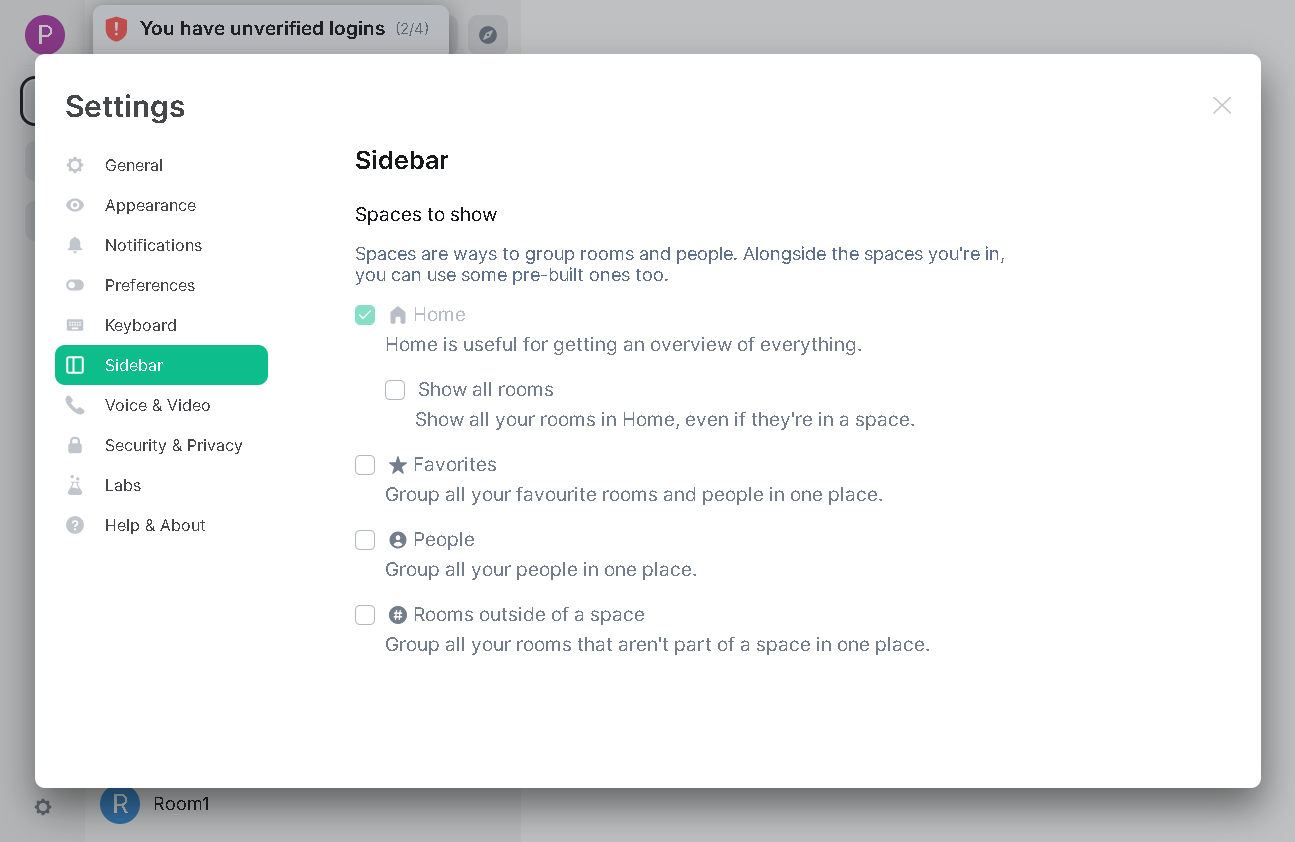 P
You have unverified logins (2/4)
Settings
General
Appearance
Notifications
Preferences
Keyboard
Sidebar
Voice & Video
Security & Privacy
Labs
Help & About
Sidebar
Spaces to show
Spaces are ways to group rooms and people. Alongside the spaces you're in,
you can use some pre-built ones too.
Home
Home is useful for getting an overview of everything.
Show all rooms
Show all your rooms in Home, even if they're in a space.
Favorites
Group all your favourite rooms and people in one place.
People
Group all your people in one place.
Rooms outside of a space
Group all your rooms that aren't part of a space in one place.
R Room1